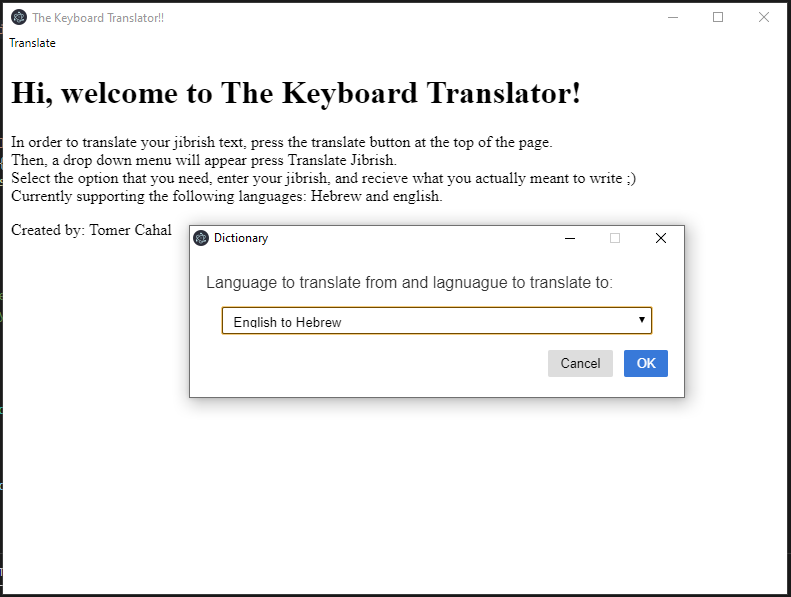 The Keyboard Translator!!
Translate
Hi, welcome to The Keyboard Translator!
In order to translate your jibrish text, press the translate button at the top of the page.
Then, a drop down menu will appear press Translate Jibrish.
Select the option that you need, enter your jibrish, and recieve what you actually meant to write ;)
Currently supporting the following languages: Hebrew and english.
Created by: Tomer Cahal
Dictionary
Language to translate from and lagnuague to translate to:
English to Hebrew
Cancel
OK